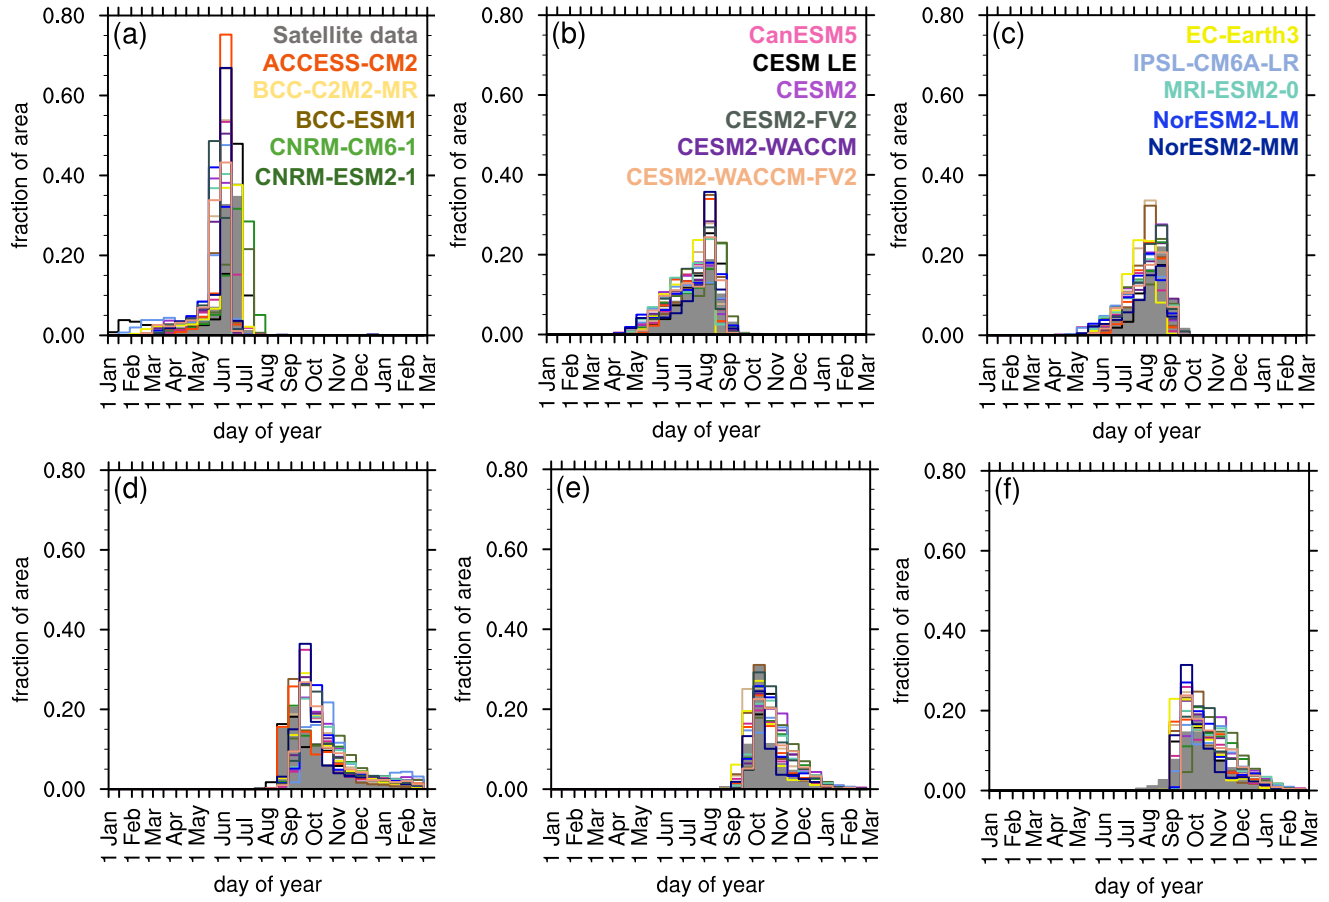 (a)
Satellite data
ACCESS-CM2
BCC-C2M2-MR
BCC-ESM1
CNRM-CM6-1
CNRM-ESM2-1
0.80
0.60
0.40
0.20
0.00
fraction of area
1 Jan
1 Feb
1 Mar
1 Apr
1 May
1 Jun
1 Jul
1 Aug
1 Sep
1 Oct
1 Nov
1 Dec
1 Jan
1 Feb
1 Mar
day of year
(b)
CanESM5
CESM LE
CESM2
CESM2-FV2
CESM2-WACCM
CESM2-WACCM-FV2
0.80
0.60
0.40
0.20
0.00
fraction of area
1 Jan
1 Feb
1 Mar
1 Apr
1 May
1 Jun
1 Jul
1 Aug
1 Sep
1 Oct
1 Nov
1 Dec
1 Jan
1 Feb
1 Mar
day of year
(c)
EC-Earth3
IPSL-CM6A-LR
MRI-ESM2-0
NorESM2-LM
NorESM2-MM
0.80
0.60
0.40
0.20
0.00
fraction of area
1 Jan
1 Feb
1 Mar
1 Apr
1 May
1 Jun
1 Jul
1 Aug
1 Sep
1 Oct
1 Nov
1 Dec
1 Jan
1 Feb
1 Mar
day of year
(d)
0.80
0.60
0.40
0.20
0.00
fraction of area
1 Jan
1 Feb
1 Mar
1 Apr
1 May
1 Jun
1 Jul
1 Aug
1 Sep
1 Oct
1 Nov
1 Dec
1 Jan
1 Feb
1 Mar
day of year
(e)
0.80
0.60
0.40
0.20
0.00
fraction of area
1 Jan
1 Feb
1 Mar
1 Apr
1 May
1 Jun
1 Jul
1 Aug
1 Sep
1 Oct
1 Nov
1 Dec
1 Jan
1 Feb
1 Mar
day of year
(f)
0.80
0.60
0.40
0.20
0.00
fraction of area
1 Jan
1 Feb
1 Mar
1 Apr
1 May
1 Jun
1 Jul
1 Aug
1 Sep
1 Oct
1 Nov
1 Dec
1 Jan
1 Feb
1 Mar
day of year